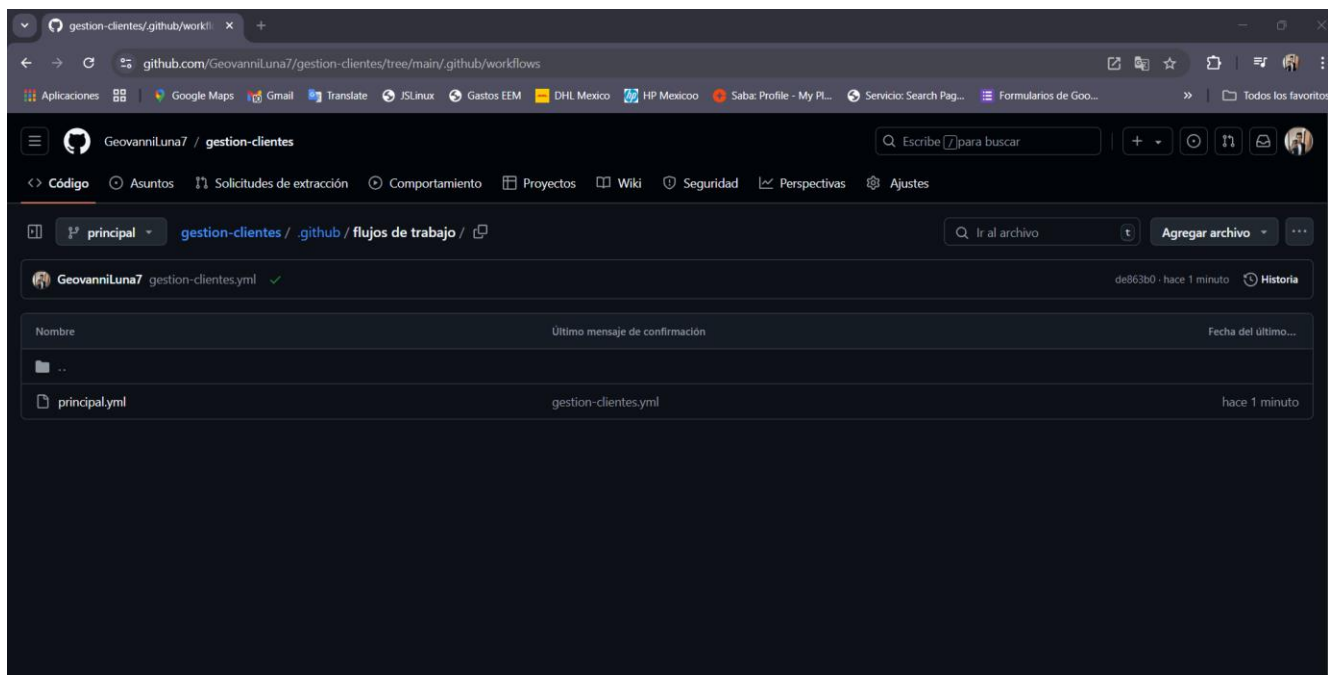 gestion-clientes/.github/workfl
github.com/GeovanniLuna7/gestion-clientes/tree/main/.github/workflows
Aplicaciones Google Maps Gmail Translate JSLinux Gastos EEM DHL Mexico HP Mexicoo Saba: Profile - My Pl... Servicio: Search Pag... Formularios de Goo... » Todos los favoritos
GeovanniLuna7 / gestion-clientes Escribe / para buscar
<> Código Asuntos Solicitudes de extracción Comportamiento Proyectos Wiki Seguridad Perspectivas Ajustes
principal gestion-clientes / .github / flujos de trabajo / Ir al archivo t Agregar archivo ...
GeovanniLuna7 gestion-clientes.yml de863b0 · hace 1 minuto Historia
Nombre Último mensaje de confirmación Fecha del último...
..
principal.yml gestion-clientes.yml hace 1 minuto